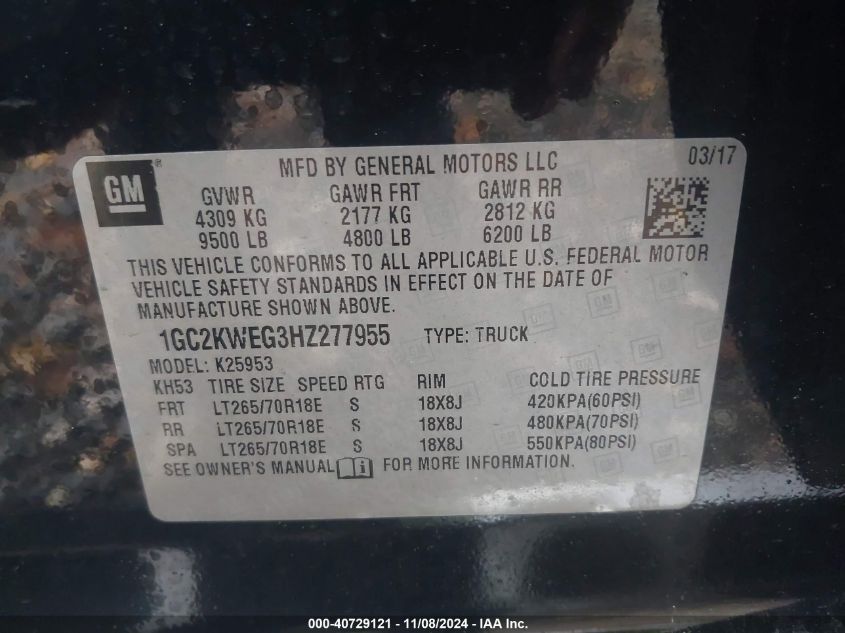 GM
MFD BY GENERAL MOTORS LLC
03/17
GVWR GAWR FRT GAWR RR
4309 KG 2177 KG 2812 KG
9500 LB 4800 LB 6200 LB
THIS VEHICLE CONFORMS TO ALL APPLICABLE U.S. FEDERAL MOTOR
VEHICLE SAFETY STANDARDS IN EFFECT ON THE DATE OF
MANUFACTURE SHOWN ABOVE.
1GC2KWEG3HZ277955 TYPE: TRUCK
MODEL: K25953
KH53 TIRE SIZE SPEED RTG RIM COLD TIRE PRESSURE
FRT LT265/70R18E S 18X8J 420KPA(60PSI)
RR LT265/70R18E S 18X8J 480KPA(70PSI)
SPA LT265/70R18E S 18X8J 550KPA(80PSI)
SEE OWNER'S MANUAL FOR MORE INFORMATION.
000-40729121 - 11/08/2024 - IAA Inc.